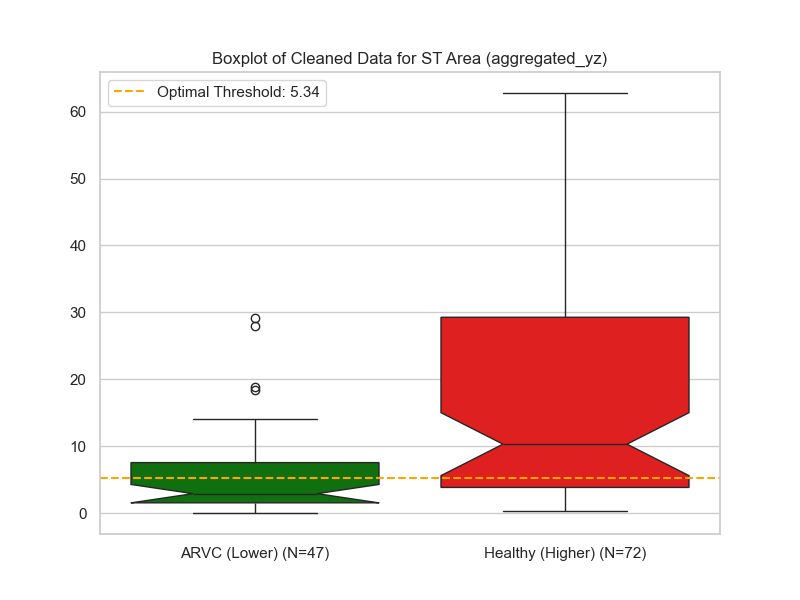 Boxplot of Cleaned Data for ST Area (aggregated_yz)
Optimal Threshold: 5.34
60
50
40
30
20
10
0
ARVC (Lower) (N=47)
Healthy (Higher) (N=72)